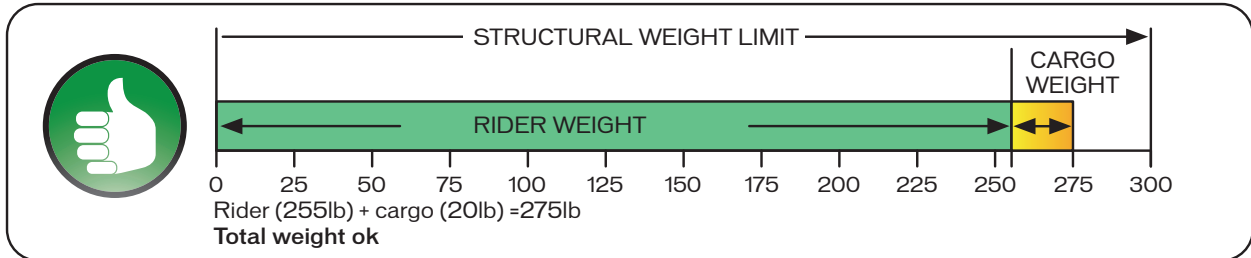 STRUCTURAL WEIGHT LIMIT
CARGO
WEIGHT
RIDER WEIGHT
0 25 50 75 100 125 150 175 200 225 250 275 300
Rider (255lb) + cargo (20lb) =275lb
Total weight ok